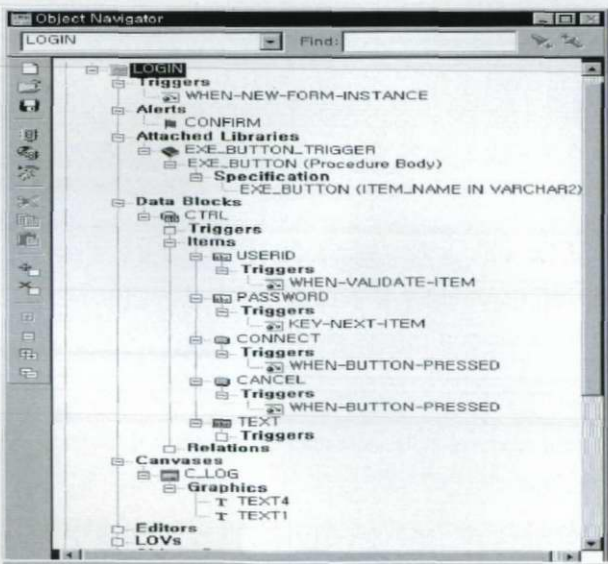 Object Navigator
LOGIN Find:
LOGIN
Triggers
WHEN-NEW-FORM-INSTANCE
Alerts
CONFIRM
Attached Libraries
EXE_BUTTON_TRIGGER
EXE_BUTTON (Procedure Body)
Specification
EXE_BUTTON (ITEM_NAME IN VARCHAR2)
Data Blocks
CTRL
Triggers
Items
USERID
Triggers
WHEN-VALIDATE-ITEM
PASSWORD
Triggers
KEY-NEXT-ITEM
CONNECT
Triggers
WHEN-BUTTON-PRESSED
CANCEL
Triggers
WHEN-BUTTON-PRESSED
TEXT
Triggers
Relations
Canvases
C_LOG
Graphics
T TEXT4
T TEXT1
Editors
LOVs